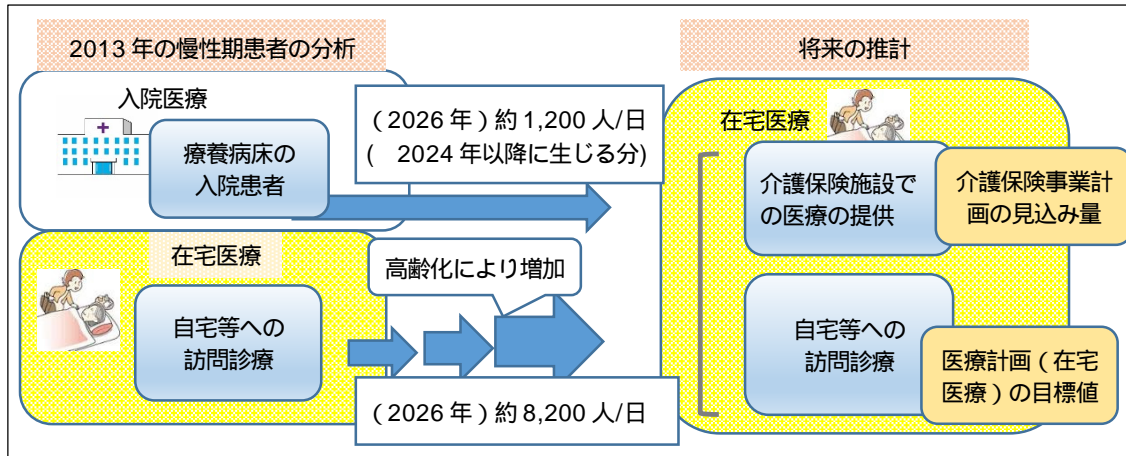 2013年の慢性期患者の分析
入院医療
療養病床の
入院患者
(2026年)約1,200人/日
( 2024年以降に生じる分)
在宅医療
自宅等への
訪問診療
高齢化により増加
(2026年)約8,200人/日
将来の推計
在宅医療
介護保険施設で
の医療の提供
介護保険事業計
画の見込み量
自宅等への
訪問診療
医療計画(在宅
医療)の目標値